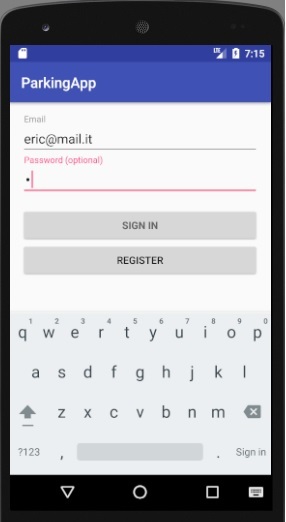 LTE 7:15
ParkingApp
Email
eric@mail.it
Password (optional)
•
SIGN IN
REGISTER
1 2 3 4 5 6 7 8 9 0
q w e r t y u i o p
a s d f g h j k l
z x c v b n m
?123 , . Sign in